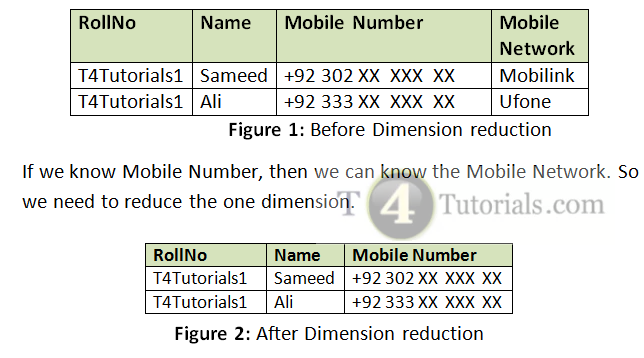 RollNo Name Mobile Number Mobile Network
T4Tutorials1 Sameed +92 302 XX XXX XX Mobilink
T4Tutorials1 Ali +92 333 XX XXX XX Ufone
Figure 1: Before Dimension reduction
If we know Mobile Number, then we can know the Mobile Network. So
we need to reduce the one dimension.
T 4 Tutorials.com
RollNo Name Mobile Number
T4Tutorials1 Sameed +92 302 XX XXX XX
T4Tutorials1 Ali +92 333 XX XXX XX
Figure 2: After Dimension reduction